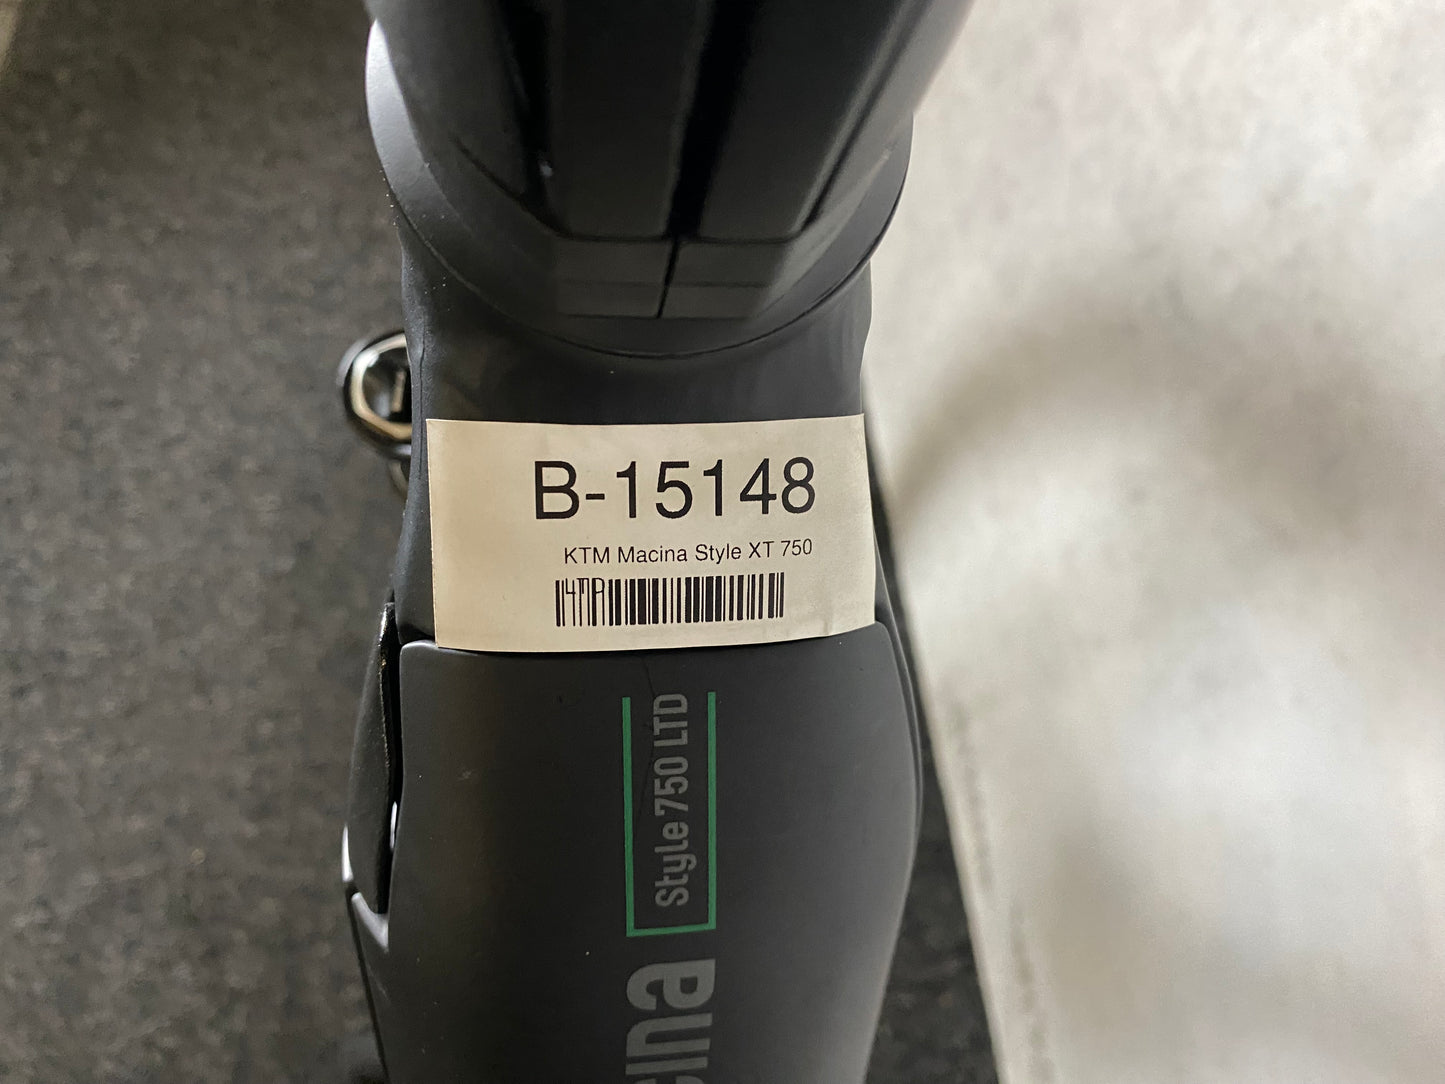 B-15148
KTM Macina Style XT 750
Style 750 LTD
cina